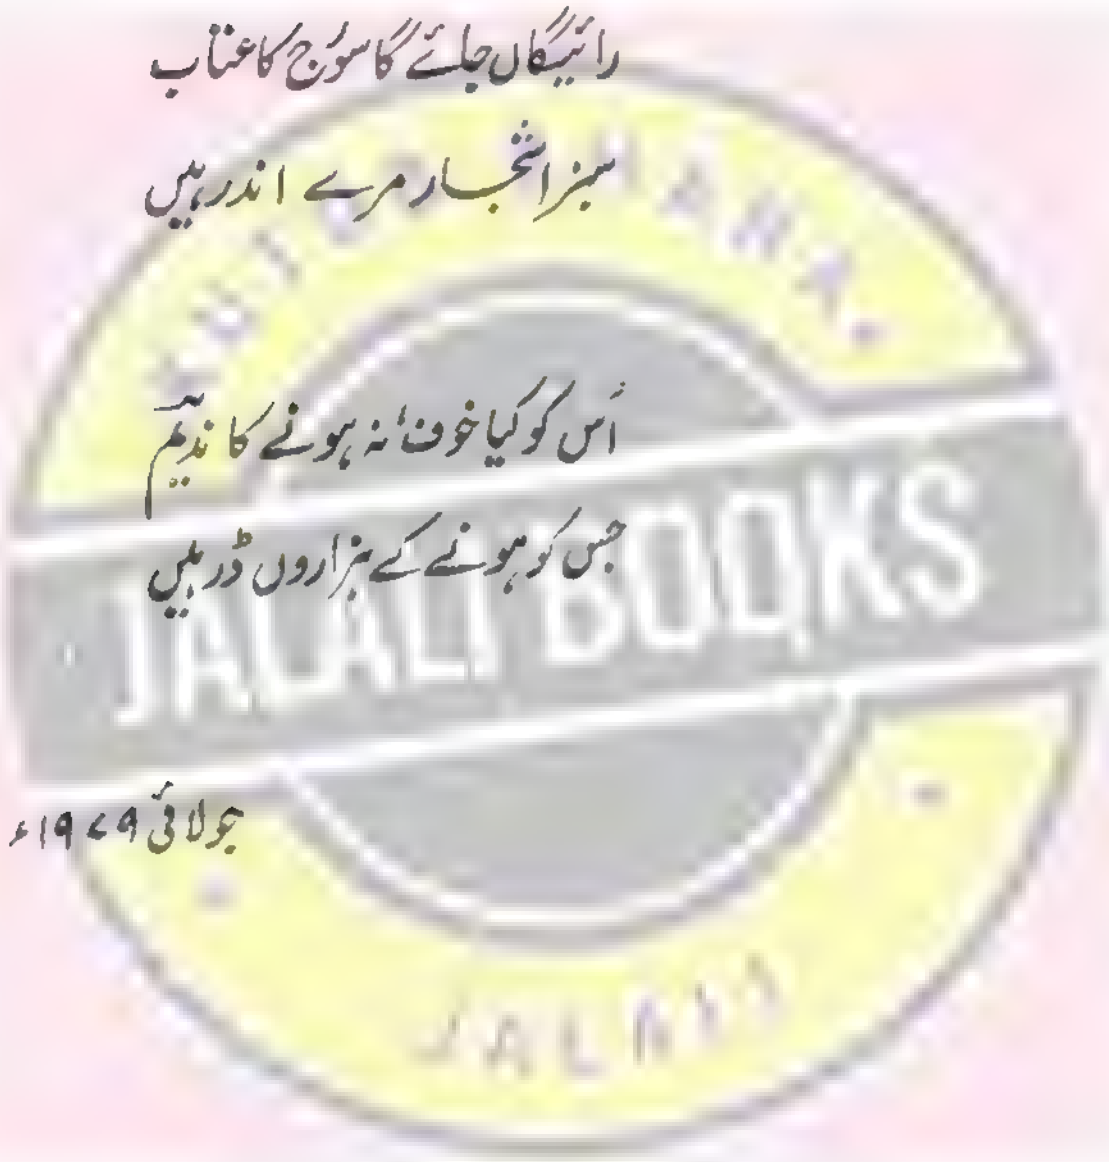 رائیگاں جائے گا سورج کا عتاب
سبز اشجار مرے اندر ہیں
اُس کو کیا خوف نہ ہونے کا ندیمؔ
جس کو ہونے کے ہزاروں ڈر ہیں
JALALI BOOKS
جولائی ۱۹۷۹ء
JALALI